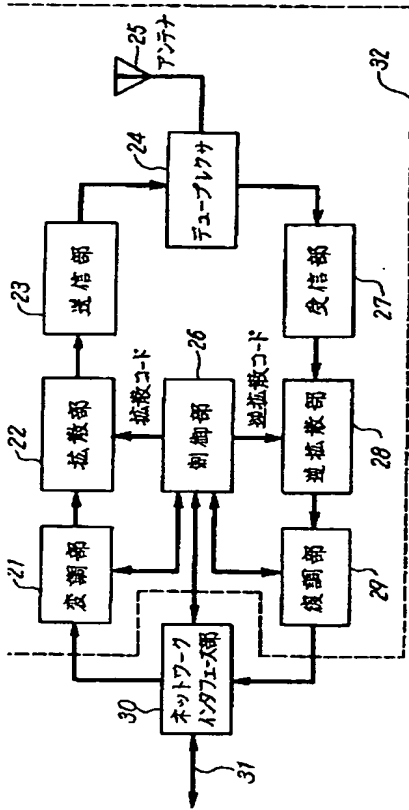 25
アンテナ
24
デュープレクサ
32
23
送信部
受信部
27
22
拡散部
拡散コード
26
制御部
逆拡散コード
逆拡散部
28
21
変調部
復調部
29
30
ネットワーク
インタフェーズ部
31